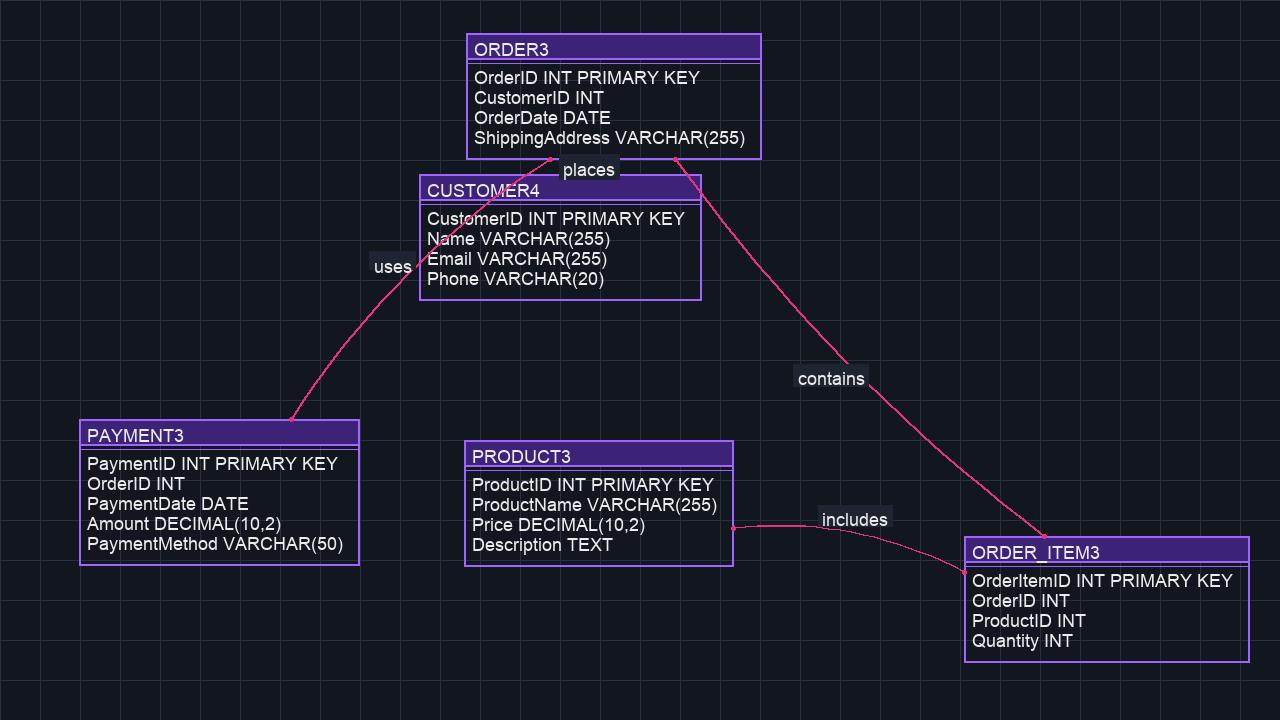 ORDER3
OrderID INT PRIMARY KEY
CustomerID INT
OrderDate DATE
ShippingAddress VARCHAR(255)
places
CUSTOMER4
CustomerID INT PRIMARY KEY
Name VARCHAR(255)
Email VARCHAR(255)
Phone VARCHAR(20)
uses
contains
PAYMENT3
PaymentID INT PRIMARY KEY
OrderID INT
PaymentDate DATE
Amount DECIMAL(10,2)
PaymentMethod VARCHAR(50)
PRODUCT3
ProductID INT PRIMARY KEY
ProductName VARCHAR(255)
Price DECIMAL(10,2)
Description TEXT
includes
ORDER_ITEM3
OrderItemID INT PRIMARY KEY
OrderID INT
ProductID INT
Quantity INT